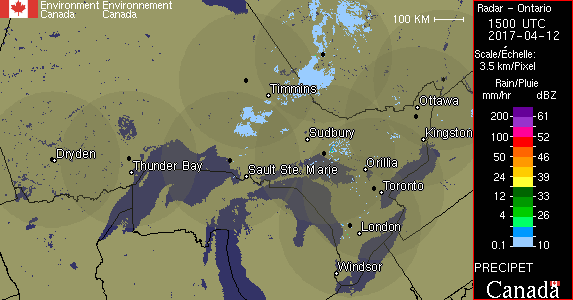 Environment Environnement
Canada Canada
100 KM
Radar - Ontario
1500 UTC
2017-04-12
Scale/Échelle:
3.5 km/Pixel
Rain/Pluie
mm/hr dBZ
200 61
100 57
100 52
50 46
24 39
12 33
4 26
0.1 10
Timmins
Ottawa
Sudbury
Kingston
Dryden
Thunder Bay
Sault Ste. Marie
Orillia
Toronto
London
Windsor
PRECIPET
Canada